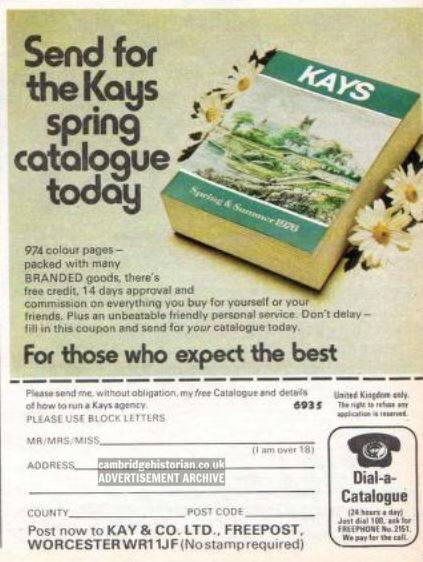 Send for
the Kays
spring
catalogue
today
KAYS
Spring & Summer 1976
974 colour pages –
packed with many
BRANDED goods, there's
free credit, 14 days approval and
commission on everything you buy for yourself or your
friends. Plus an unbeatable friendly personal service. Don't delay –
fill in this coupon and send for your catalogue today.
For those who expect the best
Please send me, without obligation, my free Catalogue and details
of how to run a Kays agency. 693S
PLEASE USE BLOCK LETTERS
MR/MRS/MISS
(I am over 18)
ADDRESS
cambridgehistorian.co.uk
ADVERTISEMENT ARCHIVE
COUNTY POST CODE
Post now to KAY & CO. LTD., FREEPOST,
WORCESTER WR1 1JF (No stamp required)
United Kingdom only.
The right to refuse any
application is reserved.
Dial-a-
Catalogue
(24 hours a day)
Just dial 100, ask for
FREEPHONE No. 2151.
We pay for the call.